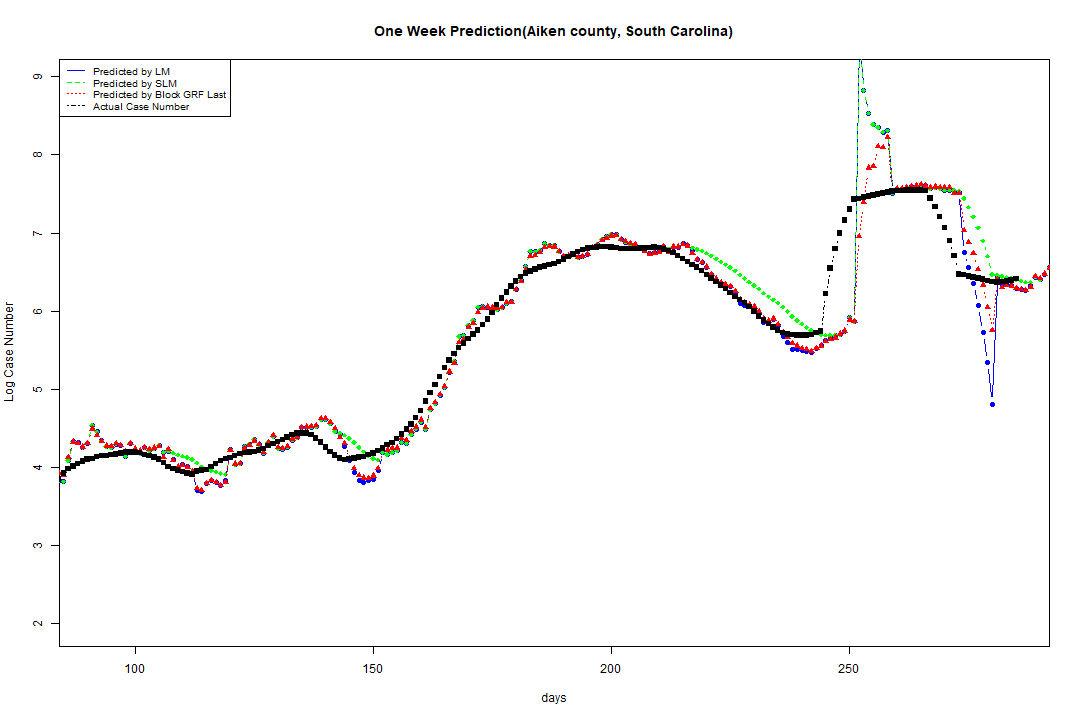 One Week Prediction(Aiken county, South Carolina)
Predicted by LM
Predicted by SLM
Predicted by Block GRF Last
Actual Case Number
9
8
7
6
5
4
3
2
Log Case Number
100 150 200 250
days